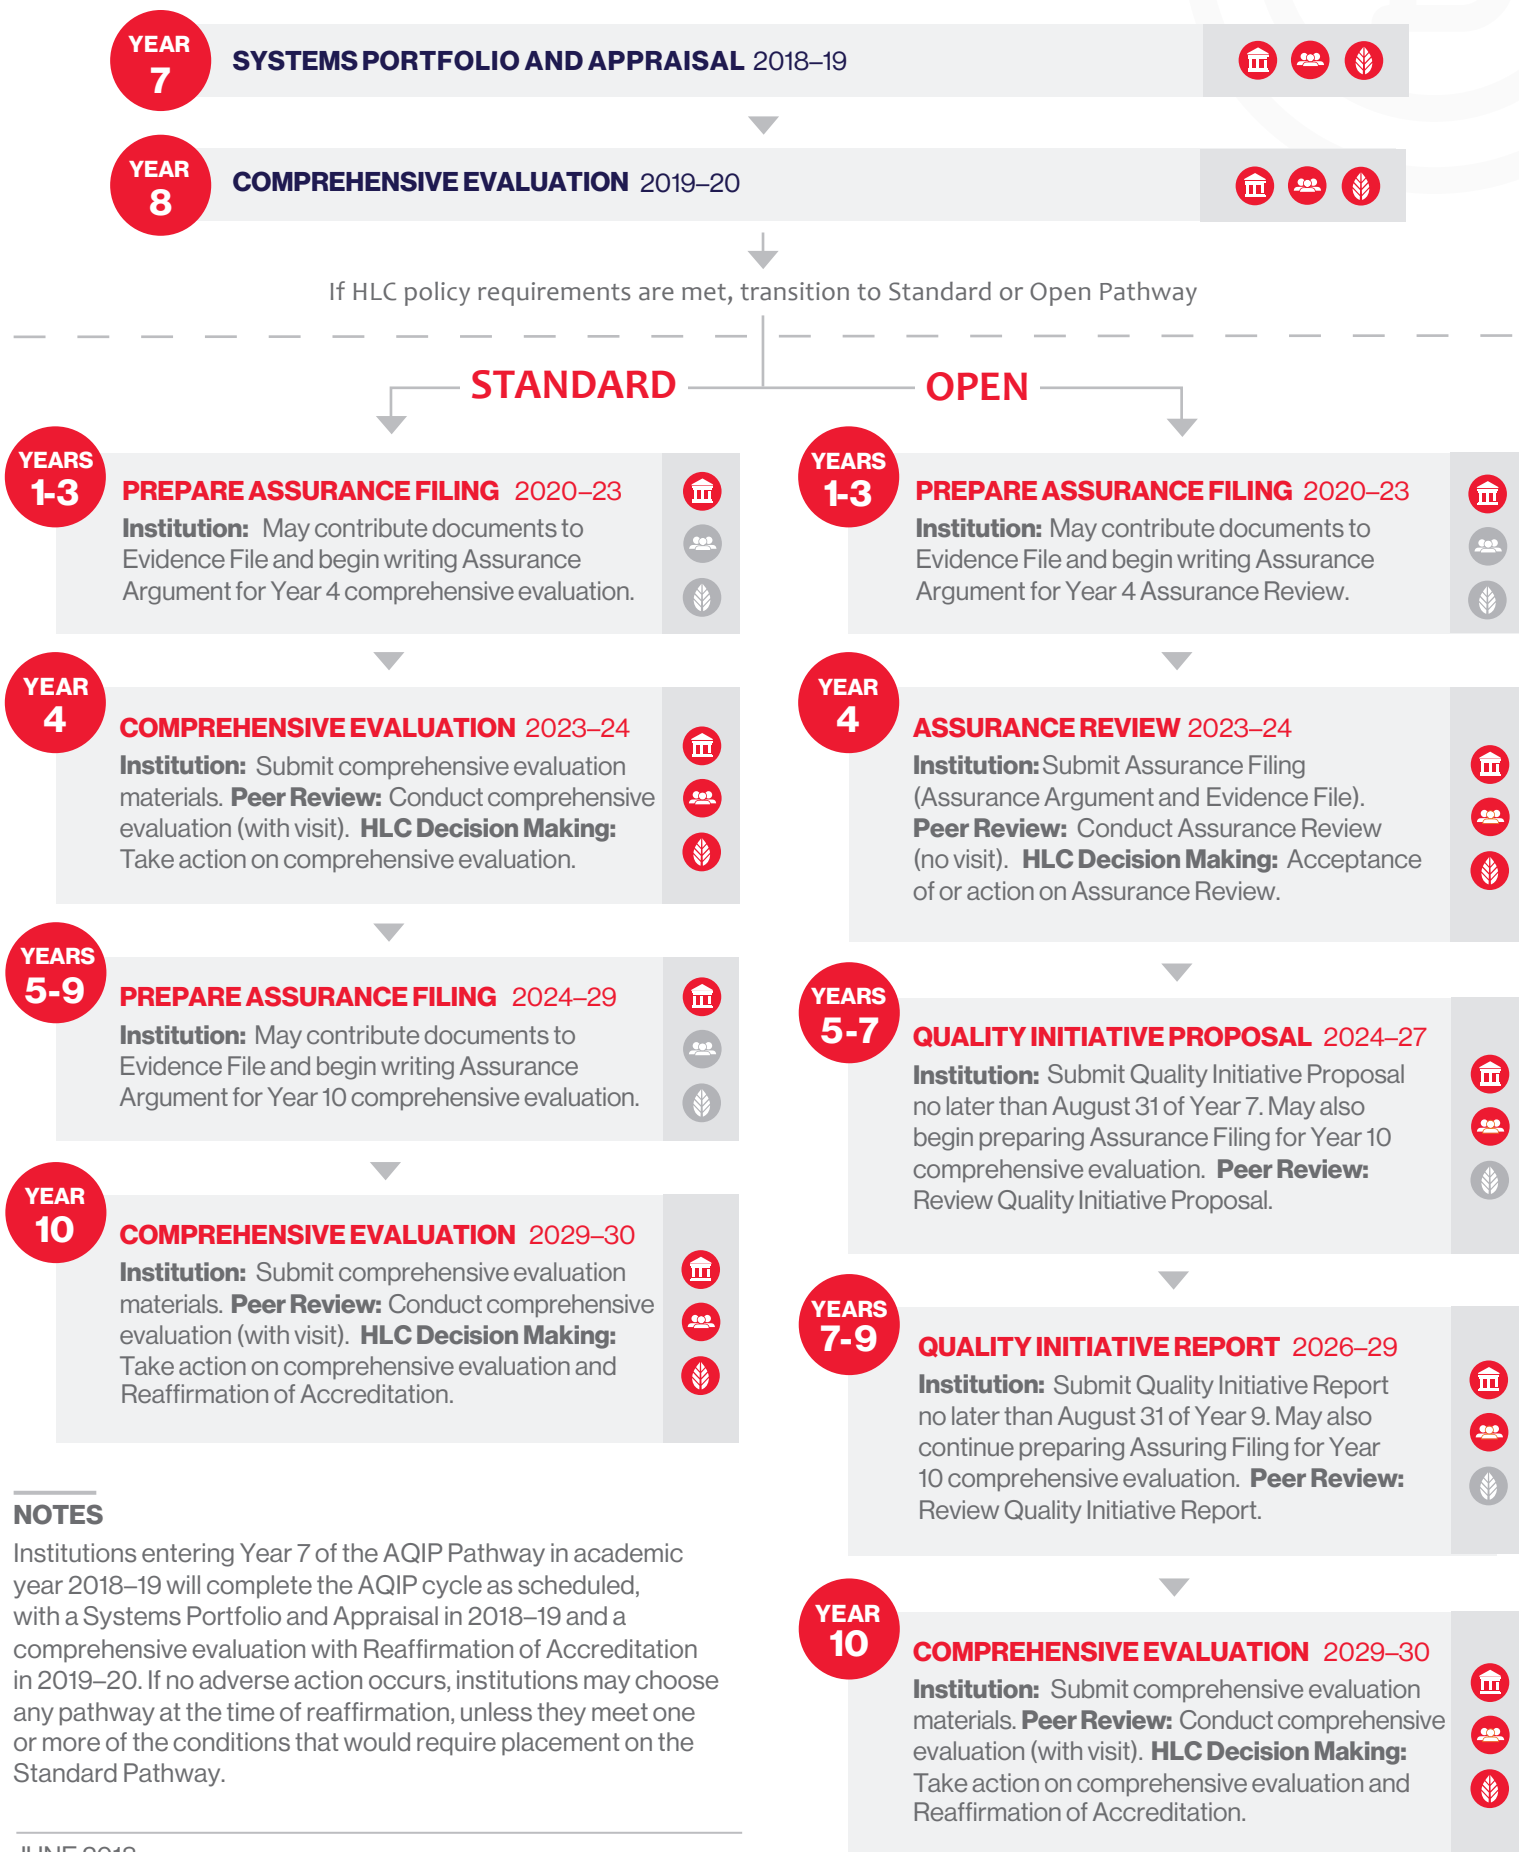 YEAR
7
SYSTEMS PORTFOLIO AND APPRAISAL 2018–19
YEAR
8
COMPREHENSIVE EVALUATION 2019–20
If HLC policy requirements are met, transition to Standard or Open Pathway
STANDARD
YEARS
1-3
PREPARE ASSURANCE FILING 2020–23
Institution: May contribute documents to
Evidence File and begin writing Assurance
Argument for Year 4 comprehensive evaluation.
YEAR
4
COMPREHENSIVE EVALUATION 2023–24
Institution: Submit comprehensive evaluation
materials. Peer Review: Conduct comprehensive
evaluation (with visit). HLC Decision Making:
Take action on comprehensive evaluation.
YEARS
5-9
PREPARE ASSURANCE FILING 2024–29
Institution: May contribute documents to
Evidence File and begin writing Assurance
Argument for Year 10 comprehensive evaluation.
YEAR
10
COMPREHENSIVE EVALUATION 2029–30
Institution: Submit comprehensive evaluation
materials. Peer Review: Conduct comprehensive
evaluation (with visit). HLC Decision Making:
Take action on comprehensive evaluation and
Reaffirmation of Accreditation.
OPEN
YEARS
1-3
PREPARE ASSURANCE FILING 2020–23
Institution: May contribute documents to
Evidence File and begin writing Assurance
Argument for Year 4 Assurance Review.
YEAR
4
ASSURANCE REVIEW 2023–24
Institution: Submit Assurance Filing
(Assurance Argument and Evidence File).
Peer Review: Conduct Assurance Review
(no visit). HLC Decision Making: Acceptance
of or action on Assurance Review.
YEARS
5-7
QUALITY INITIATIVE PROPOSAL 2024–27
Institution: Submit Quality Initiative Proposal
no later than August 31 of Year 7. May also
begin preparing Assurance Filing for Year 10
comprehensive evaluation. Peer Review:
Review Quality Initiative Proposal.
YEARS
7-9
QUALITY INITIATIVE REPORT 2026–29
Institution: Submit Quality Initiative Report
no later than August 31 of Year 9. May also
continue preparing Assuring Filing for Year
10 comprehensive evaluation. Peer Review:
Review Quality Initiative Report.
YEAR
10
COMPREHENSIVE EVALUATION 2029–30
Institution: Submit comprehensive evaluation
materials. Peer Review: Conduct comprehensive
evaluation (with visit). HLC Decision Making:
Take action on comprehensive evaluation and
Reaffirmation of Accreditation.
NOTES
Institutions entering Year 7 of the AQIP Pathway in academic
year 2018–19 will complete the AQIP cycle as scheduled,
with a Systems Portfolio and Appraisal in 2018–19 and a
comprehensive evaluation with Reaffirmation of Accreditation
in 2019–20. If no adverse action occurs, institutions may choose
any pathway at the time of reaffirmation, unless they meet one
or more of the conditions that would require placement on the
Standard Pathway.
JUNE 2018